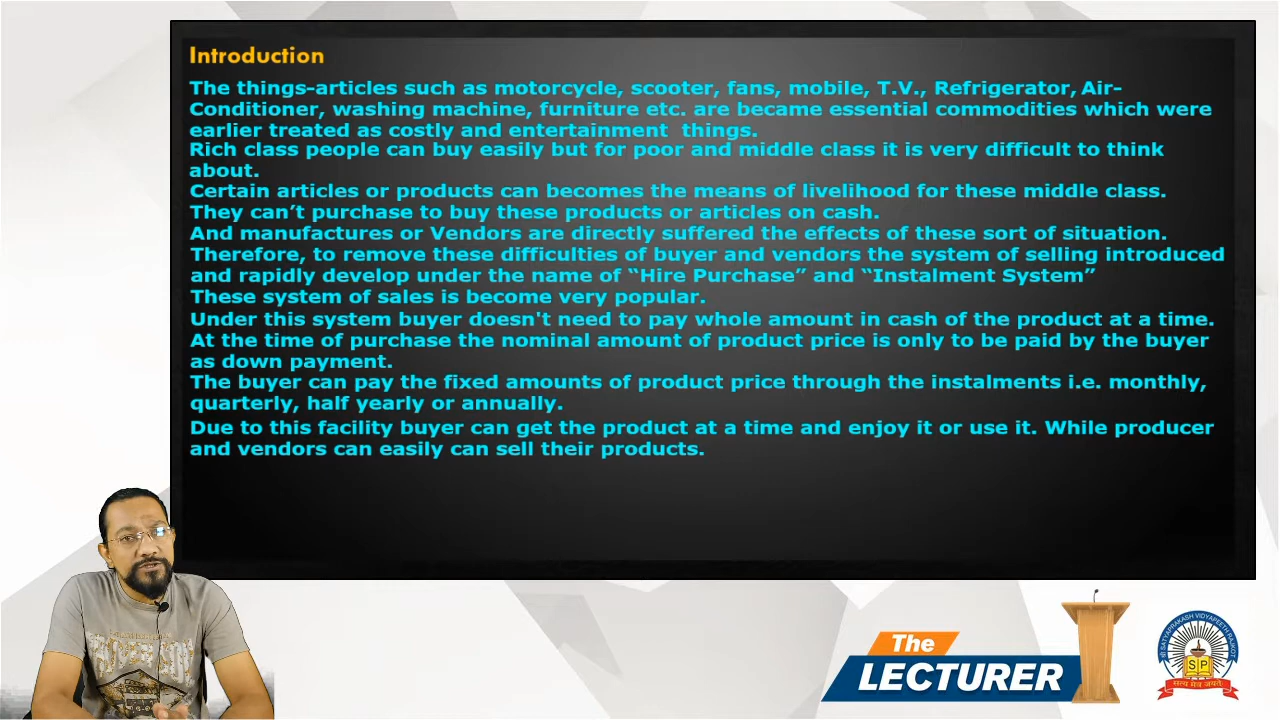 Introduction
The things-articles such as motorcycle, scooter, fans, mobile, T.V., Refrigerator, Air-
Conditioner, washing machine, furniture etc. are became essential commodities which were
earlier treated as costly and entertainment things.
Rich class people can buy easily but for poor and middle class it is very difficult to think
about.
Certain articles or products can becomes the means of livelihood for these middle class.
They can't purchase to buy these products or articles on cash.
And manufactures or Vendors are directly suffered the effects of these sort of situation.
Therefore, to remove these difficulties of buyer and vendors the system of selling introduced
and rapidly develop under the name of “Hire Purchase” and “Instalment System”
These system of sales is become very popular.
Under this system buyer doesn't need to pay whole amount in cash of the product at a time.
At the time of purchase the nominal amount of product price is only to be paid by the buyer
as down payment.
The buyer can pay the fixed amounts of product price through the instalments i.e. monthly,
quarterly, half yearly or annually.
Due to this facility buyer can get the product at a time and enjoy it or use it. While producer
and vendors can easily can sell their products.
The
LECTURER
SATYAPRAKASH VIDYAPEETH RAJKOT
SP
सत्य मेव जयते